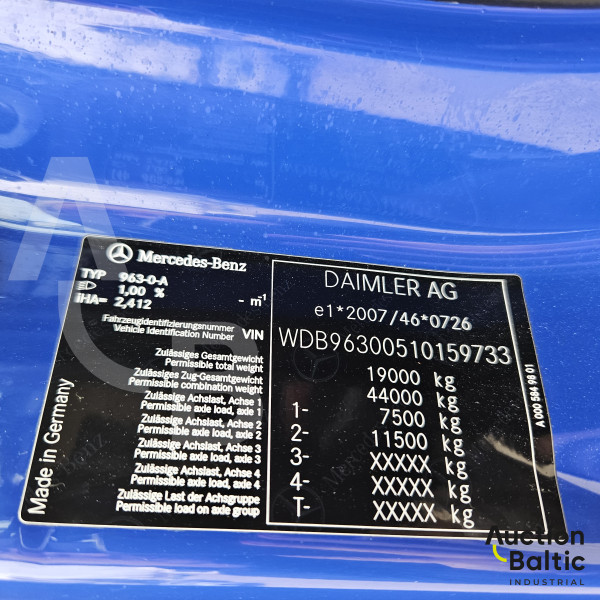 Mercedes-Benz
TYP 963-0-A
1,00 %
iHA= 2,412 - m¹
DAIMLER AG
e1*2007/46*0726
Fahrzeugidentifizierungsnummer
Vehicle Identification Number VIN
WDB96300510159733
Zulässiges Gesamtgewicht
Permissible total weight
19000 kg
Zulässiges Zug-Gesamtgewicht
Permissible combination weight
44000 kg
Zulässige Achslast, Achse 1
Permissible axle load, axle 1
1- 7500 kg
Zulässige Achslast, Achse 2
Permissible axle load, axle 2
2- 11500 kg
Zulässige Achslast, Achse 3
Permissible axle load, axle 3
3- XXXXX kg
Zulässige Achslast, Achse 4
Permissible axle load, axle 4
4- XXXXX kg
Zulässige Last der Achsgruppe
Permissible load on axle group
T- XXXXX kg
Made in Germany
A 000 584 98 01
Auction
Baltic
INDUSTRIAL